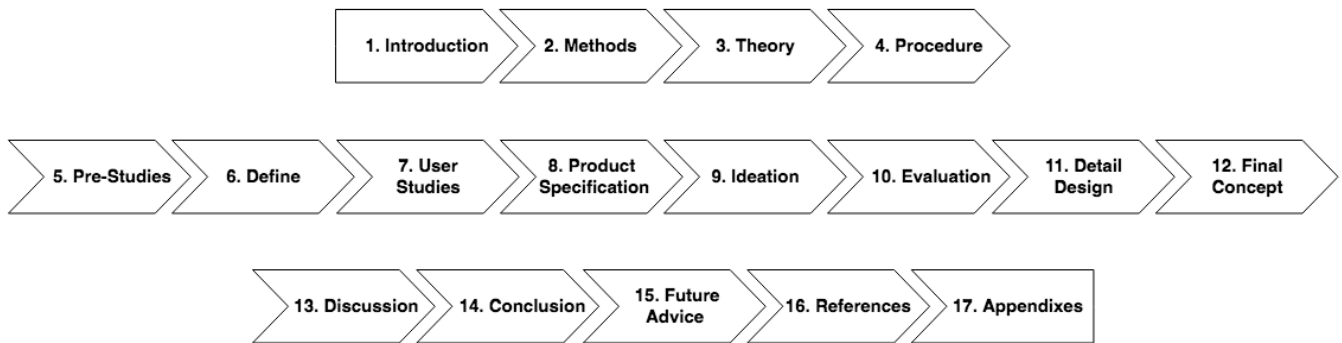 1. Introduction
2. Methods
3. Theory
4. Procedure
5. Pre-Studies
6. Define
7. User
Studies
8. Product
Specification
9. Ideation
10. Evaluation
11. Detail
Design
12. Final
Concept
13. Discussion
14. Conclusion
15. Future
Advice
16. References
17. Appendixes